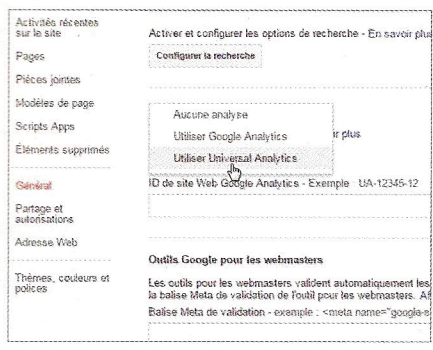 Activités récentes
sur le site
Pages
Pièces jointes
Modèles de page
Scripts Apps
Éléments supprimés
Général
Partage et
autorisations
Adresse Web
Thèmes, couleurs et
polices
Activer et configurer les options de recherche - En savoir plus
Configurer la recherche
Aucune analyse
Utiliser Google Analytics
ir plus
Utiliser Universal Analytics
ID de site Web Google Analytics - Exemple : UA-12345-12
Outils Google pour les webmasters
Les outils pour les webmasters valident automatiquement les
la balise Meta de validation de l'outil pour les webmasters. Af
Balise Meta de validation - exemple : <meta name="google-s